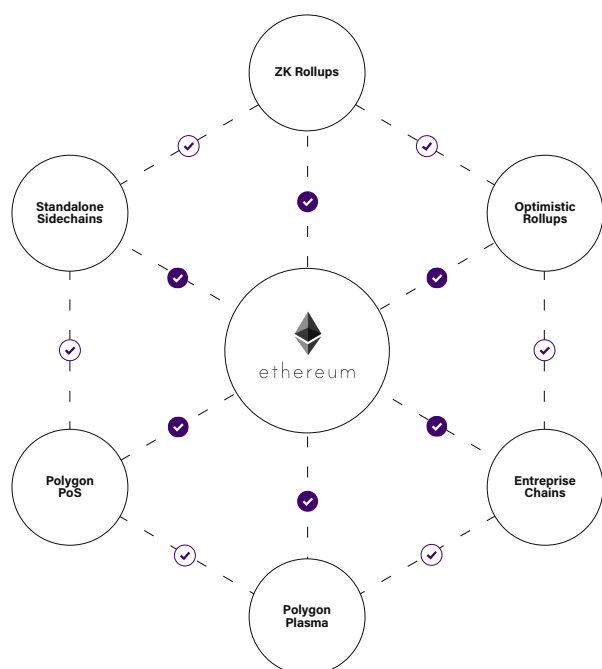 ZK Rollups
Standalone
Sidechains
Optimistic
Rollups
ethereum
Polygon
PoS
Entreprise
Chains
Polygon
Plasma